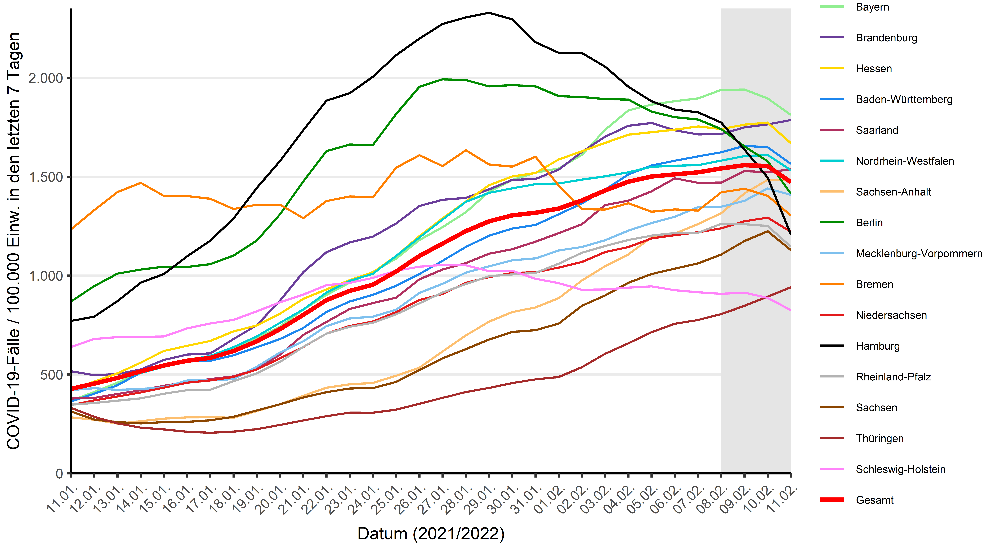 COVID-19-Fälle / 100.000 Einw. in den letzten 7 Tagen
2.000
1.500
1.000
500
0
11.01.
12.01.
13.01.
14.01.
15.01.
16.01.
17.01.
18.01.
19.01.
20.01.
21.01.
22.01.
23.01.
24.01.
25.01.
26.01.
27.01.
28.01.
29.01.
30.01.
31.01.
01.02.
02.02.
03.02.
04.02.
05.02.
06.02.
07.02.
08.02.
09.02.
10.02.
11.02.
Datum (2021/2022)
Bayern
Brandenburg
Hessen
Baden-Württemberg
Saarland
Nordrhein-Westfalen
Sachsen-Anhalt
Berlin
Mecklenburg-Vorpommern
Bremen
Niedersachsen
Hamburg
Rheinland-Pfalz
Sachsen
Thüringen
Schleswig-Holstein
Gesamt